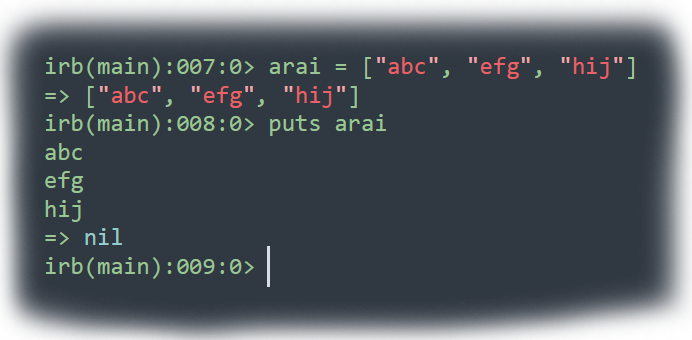 irb(main):007:0> arai = ["abc", "efg", "hij"]
=> ["abc", "efg", "hij"]
irb(main):008:0> puts arai
abc
efg
hij
=> nil
irb(main):009:0>